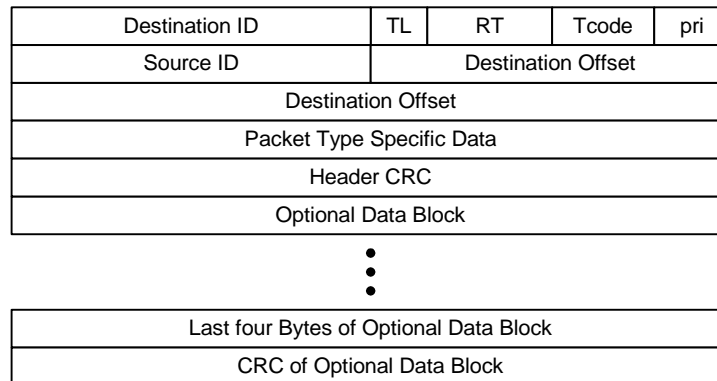 Destination ID TL RT Tcode pri
Source ID Destination Offset
Destination Offset
Packet Type Specific Data
Header CRC
Optional Data Block
Last four Bytes of Optional Data Block
CRC of Optional Data Block